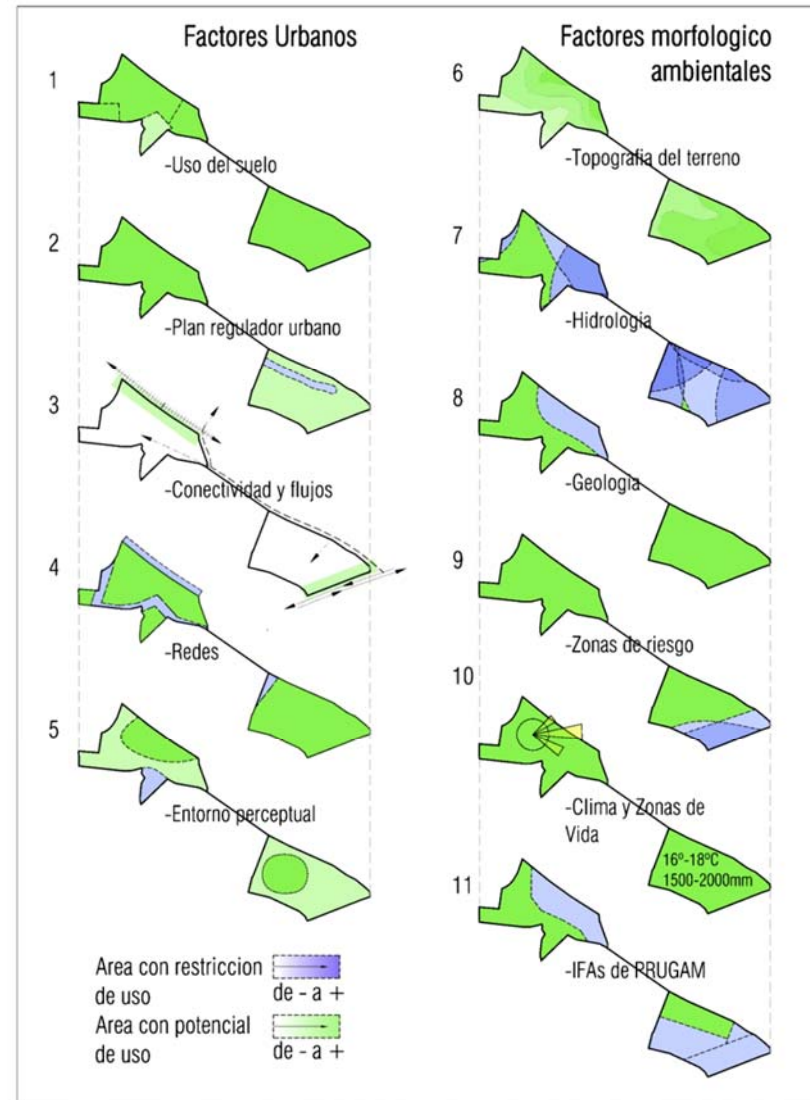 Factores Urbanos
1
-Uso del suelo
2
-Plan regulador urbano
3
-Conectividad y flujos
4
-Redes
5
-Entorno perceptual
Area con restriccion
de uso
de - a +
Area con potencial
de uso
de - a +
Factores morfologico
ambientales
6
-Topografia del terreno
7
-Hidrologia
8
-Geologia
9
-Zonas de riesgo
10
-Clima y Zonas de
Vida
16º-18ºC
1500-2000mm
11
-IFAs de PRUGAM